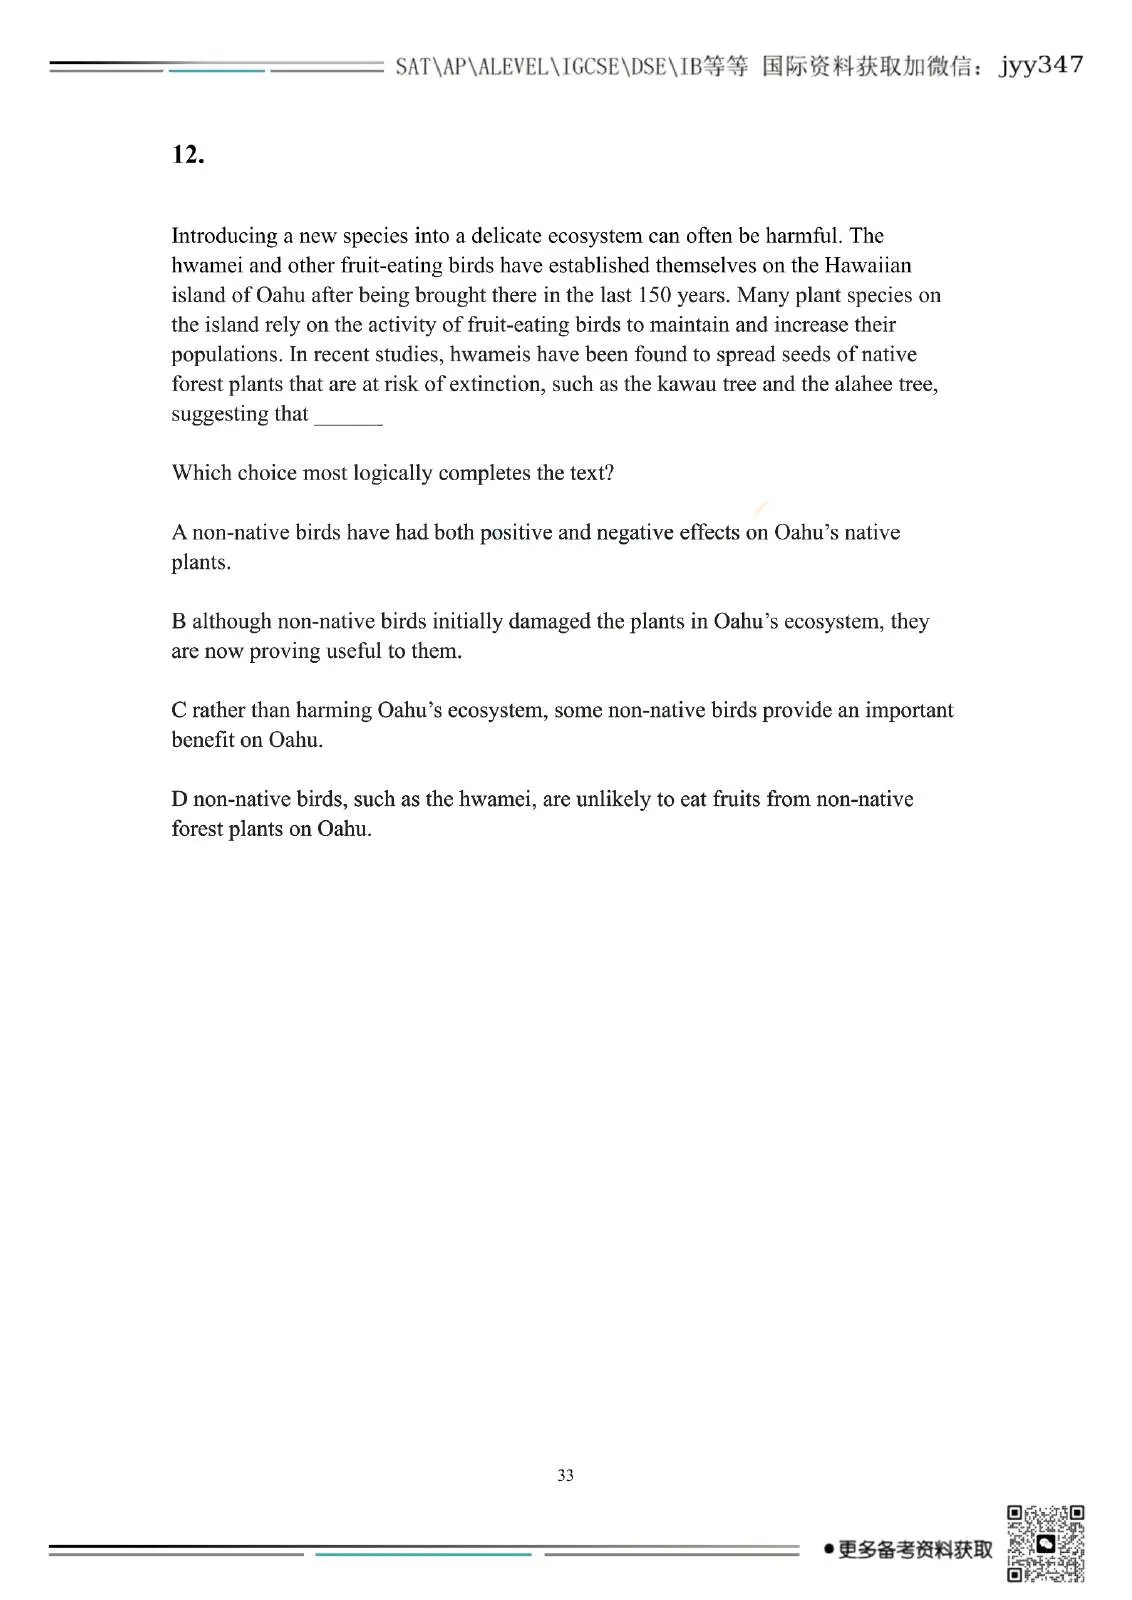 SAT\AP\ALEVEL\IGCSE\DSE\IB等等 国际资料获取加微信: jyy347
12.
Introducing a new species into a delicate ecosystem can often be harmful. The
hwamei and other fruit-eating birds have established themselves on the Hawaiian
island of Oahu after being brought there in the last 150 years. Many plant species on
the island rely on the activity of fruit-eating birds to maintain and increase their
populations. In recent studies, hwameis have been found to spread seeds of native
forest plants that are at risk of extinction, such as the kawau tree and the alahee tree,
suggesting that ______
Which choice most logically completes the text?
A non-native birds have had both positive and negative effects on Oahu’s native
plants.
B although non-native birds initially damaged the plants in Oahu’s ecosystem, they
are now proving useful to them.
C rather than harming Oahu’s ecosystem, some non-native birds provide an important
benefit on Oahu.
D non-native birds, such as the hwamei, are unlikely to eat fruits from non-native
forest plants on Oahu.
33
●更多备考资料获取